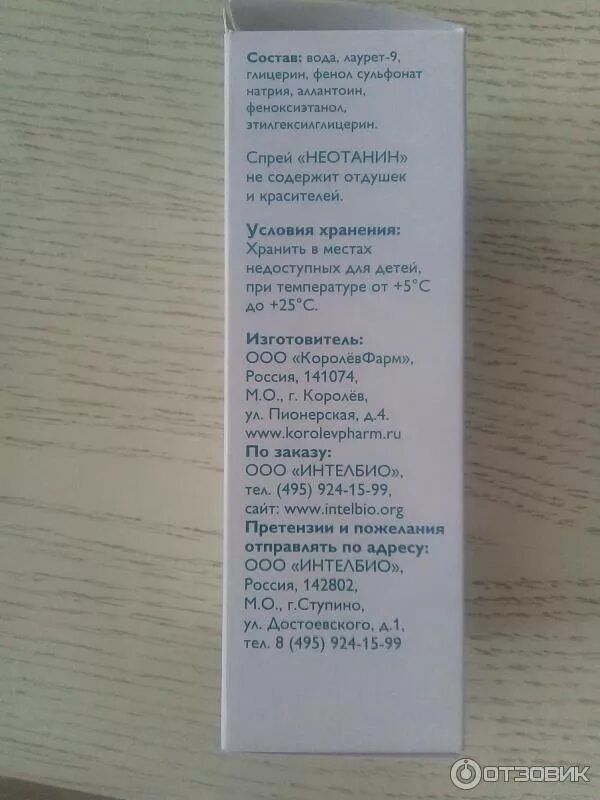 Состав: вода, лаурет-9,
глицерин, фенол сульфонат
натрия, аллантоин,
феноксиэтанол,
этилгексилглицерин.
Спрей «НЕОТАНИН»
не содержит отдушек
и красителей.
Условия хранения:
Хранить в местах
недоступных для детей,
при температуре от +5°С
до +25°С.
Изготовитель:
ООО «КоролёвФарм»,
Россия, 141074,
М.О., г. Королёв,
ул. Пионерская, д.4.
www.korolevpharm.ru
По заказу:
ООО «ИНТЕЛБИО»,
тел. (495) 924-15-99,
сайт: www.intelbio.org
Претензии и пожелания
отправлять по адресу:
ООО «ИНТЕЛБИО»,
Россия, 142802,
М.О., г.Ступино,
ул. Достоевского, д.1,
тел. 8 (495) 924-15-99
ОТЗОВИК